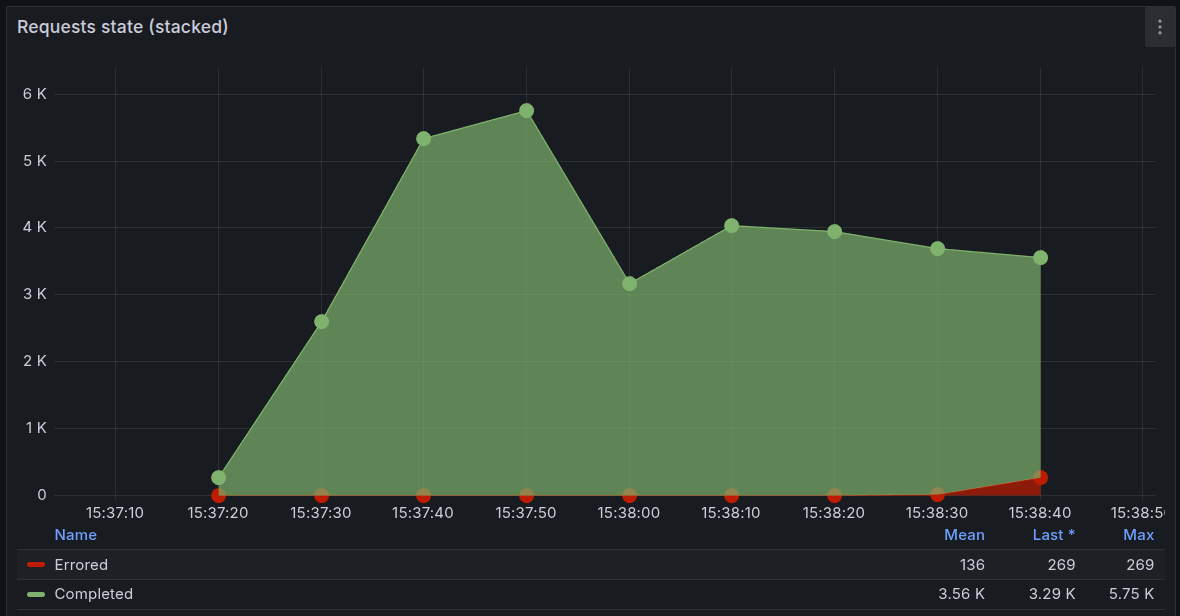 Requests state (stacked)
6 K
5 K
4 K
3 K
2 K
1 K
0
15:37:10 15:37:20 15:37:30 15:37:40 15:37:50 15:38:00 15:38:10 15:38:20 15:38:30 15:38:40 15:38:5
Name Mean Last * Max
Errored 136 269 269
Completed 3.56 K 3.29 K 5.75 K